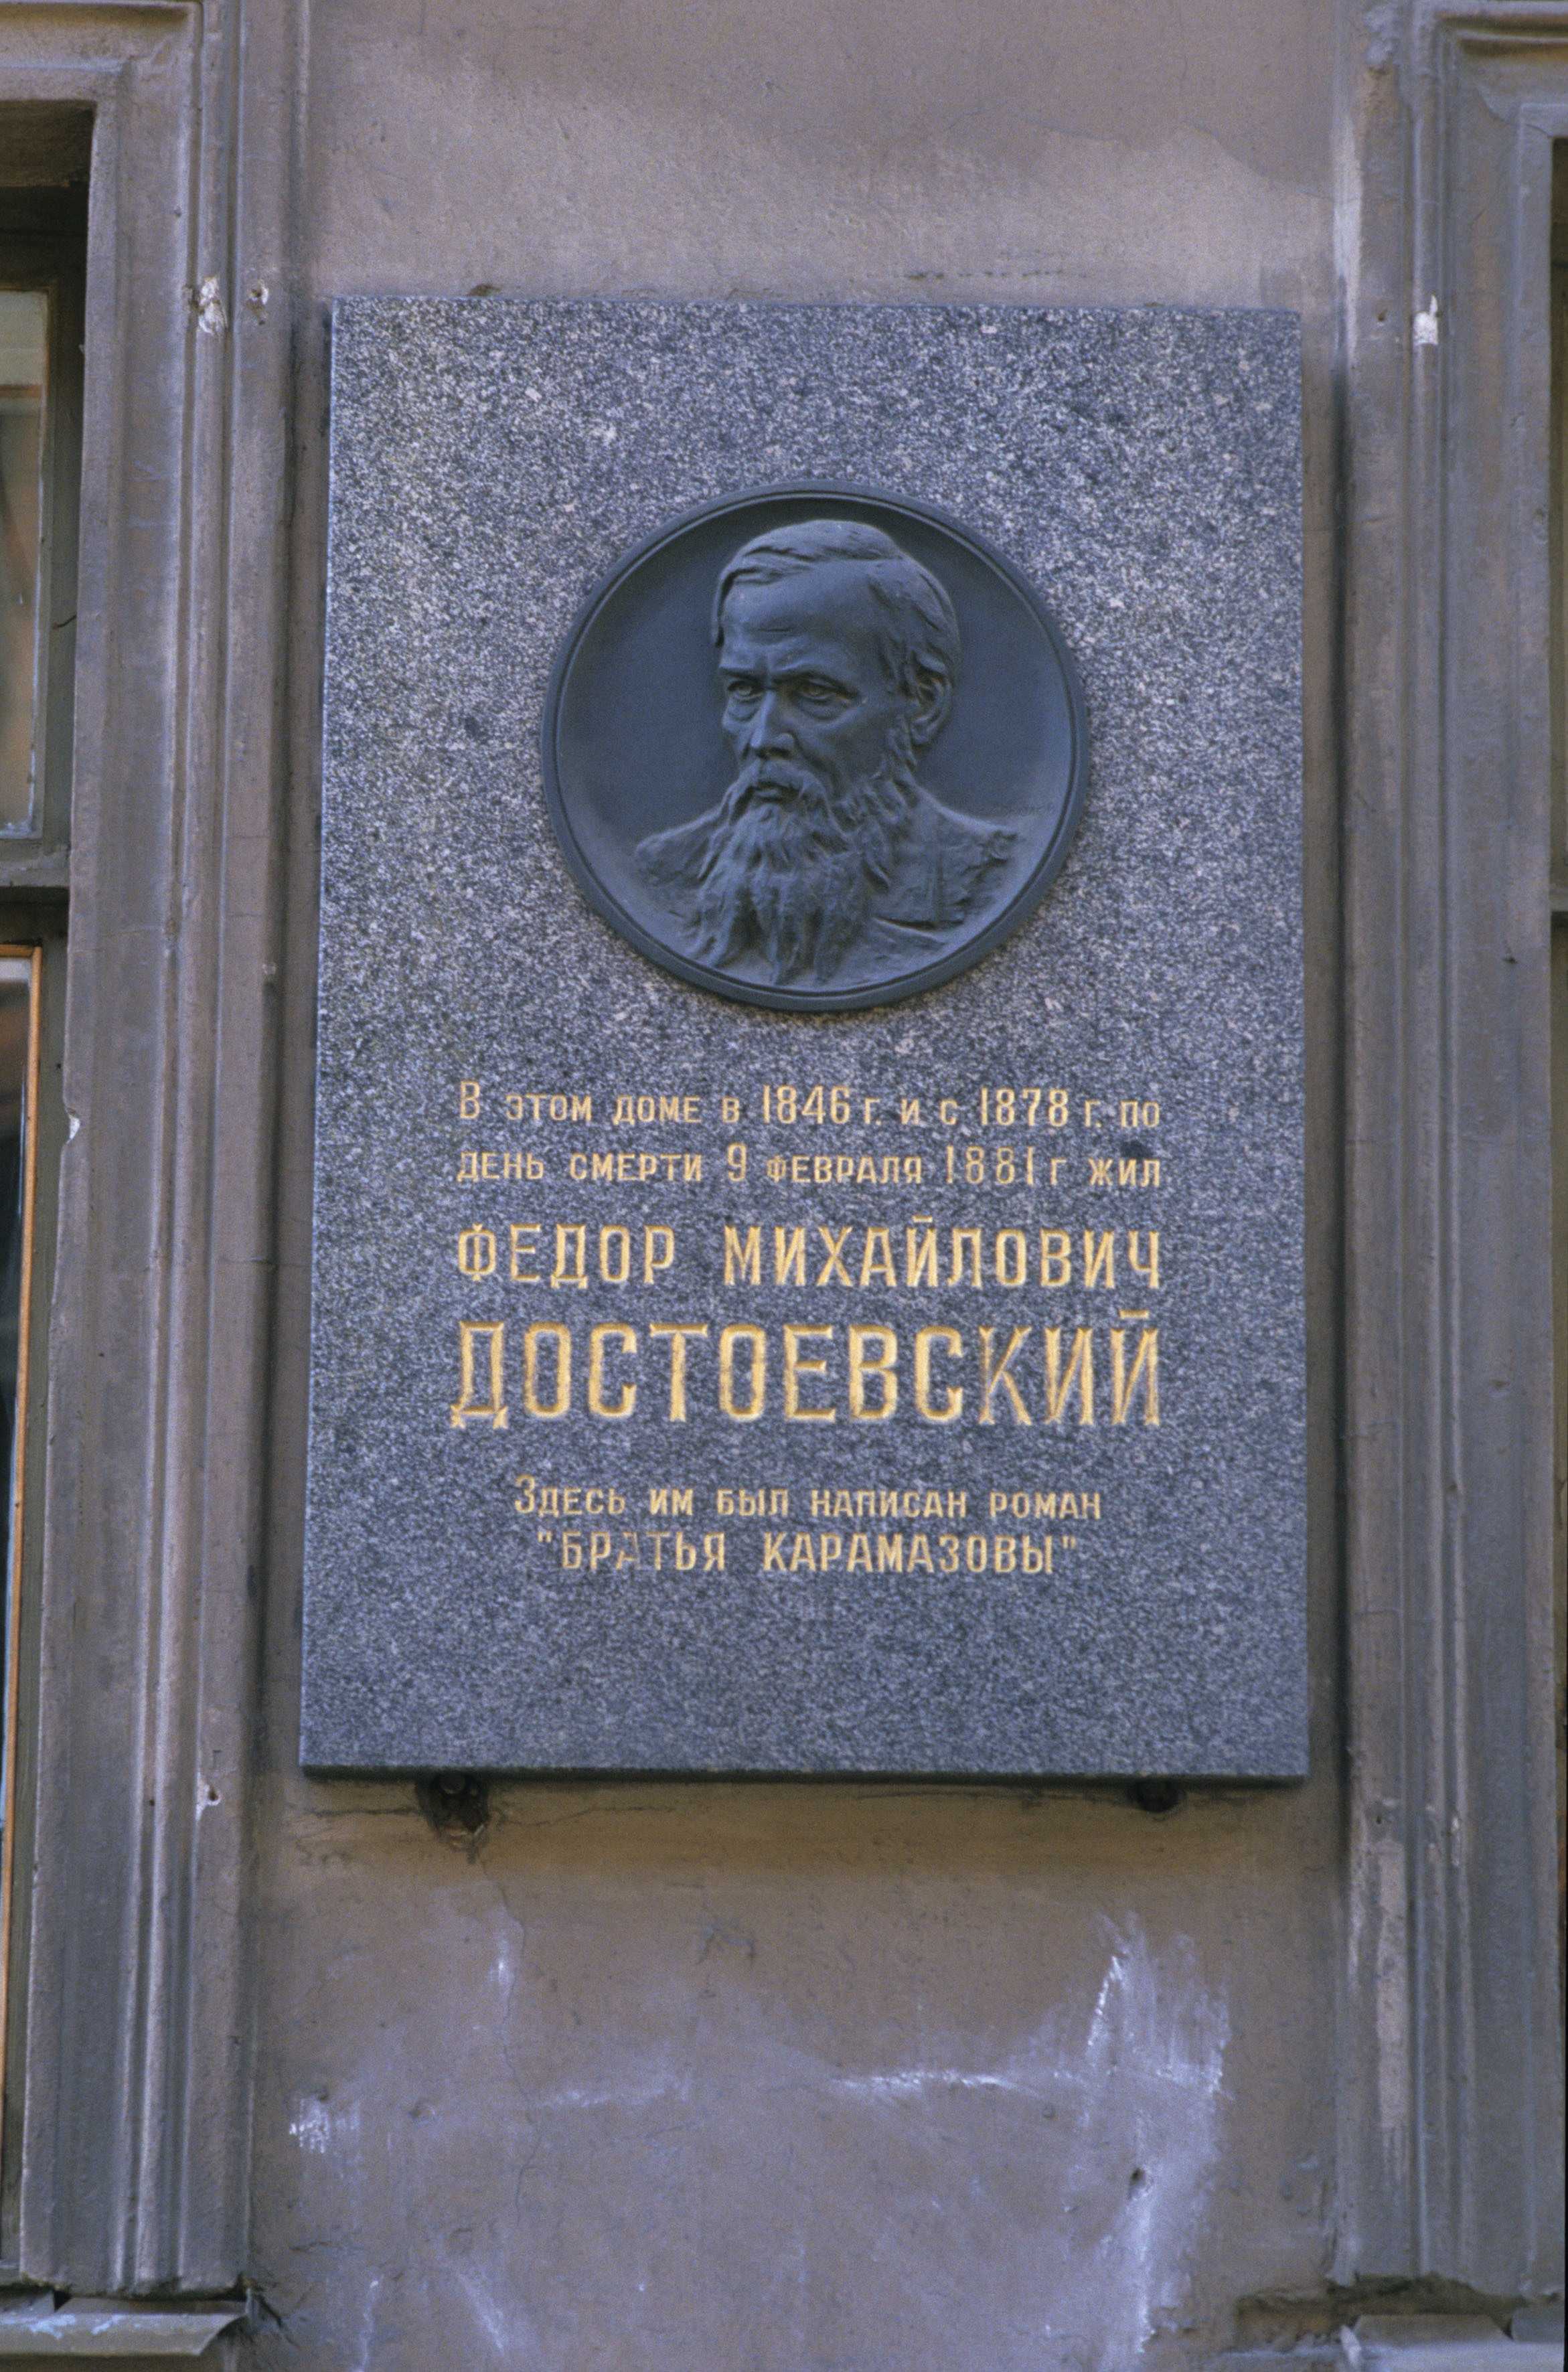 В этом доме в 1846 г. и с 1878 г. по
день смерти 9 февраля 1881 г жил
ФЕДОР МИХАЙЛОВИЧ
ДОСТОЕВСКИЙ
Здесь им был написан роман
"БРАТЬЯ КАРАМАЗОВЫ"